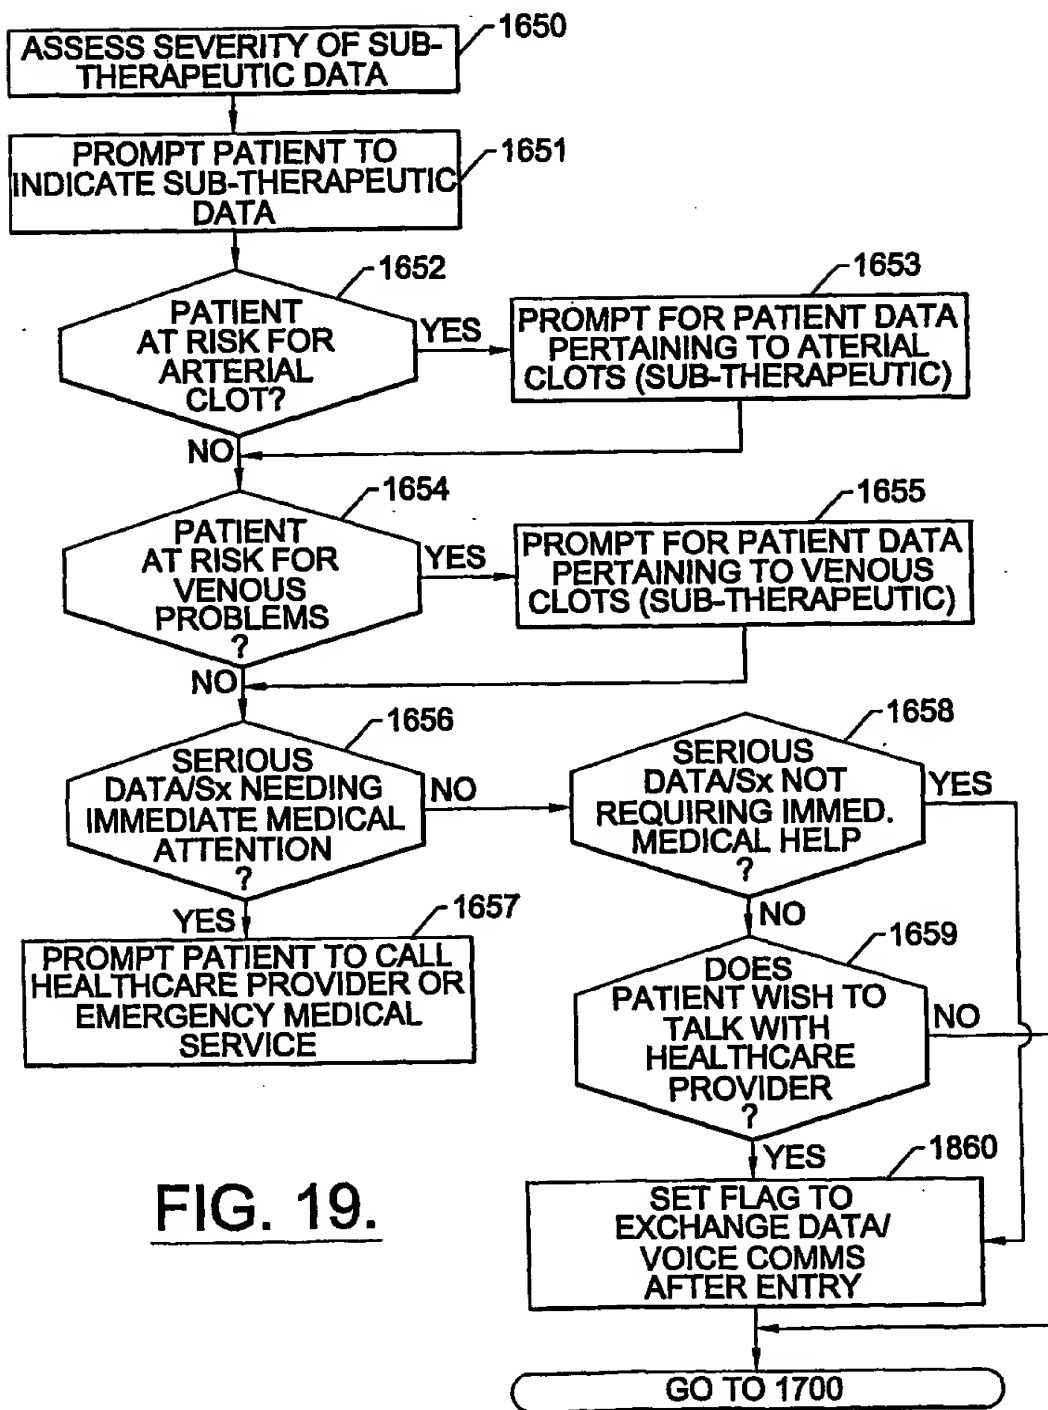 1650
ASSESS SEVERITY OF SUB-
THERAPEUTIC DATA
1651
PROMPT PATIENT TO
INDICATE SUB-THERAPEUTIC
DATA
1652
PATIENT
AT RISK FOR
ARTERIAL
CLOT?
YES
NO
1653
PROMPT FOR PATIENT DATA
PERTAINING TO ATERIAL
CLOTS (SUB-THERAPEUTIC)
1654
PATIENT
AT RISK FOR
VENOUS
PROBLEMS
?
YES
NO
1655
PROMPT FOR PATIENT DATA
PERTAINING TO VENOUS
CLOTS (SUB-THERAPEUTIC)
1656
SERIOUS
DATA/Sx NEEDING
IMMEDIATE MEDICAL
ATTENTION
?
NO
YES
1657
PROMPT PATIENT TO CALL
HEALTHCARE PROVIDER OR
EMERGENCY MEDICAL
SERVICE
1658
SERIOUS
DATA/Sx NOT
REQUIRING IMMED.
MEDICAL HELP
?
YES
NO
1659
DOES
PATIENT WISH TO
TALK WITH
HEALTHCARE
PROVIDER
?
NO
YES
1860
SET FLAG TO
EXCHANGE DATA/
VOICE COMMS
AFTER ENTRY
GO TO 1700
FIG. 19.